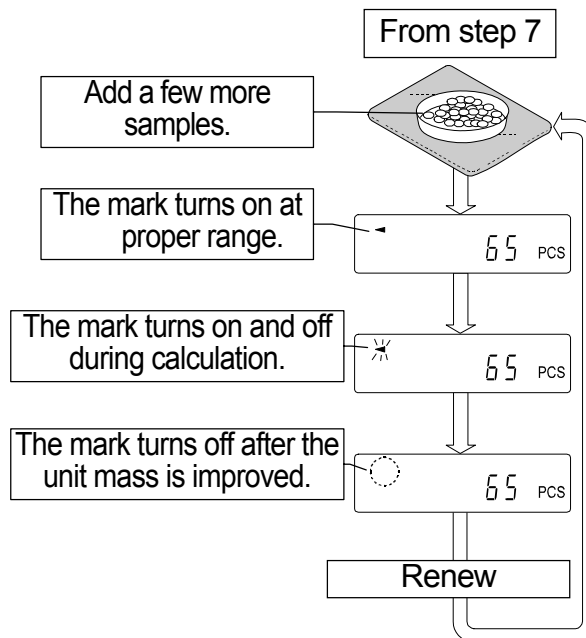 From step 7
Add a few more
samples.
The mark turns on at
proper range.
65 PCS
The mark turns on and off
during calculation.
65 PCS
The mark turns off after the
unit mass is improved.
65 PCS
Renew